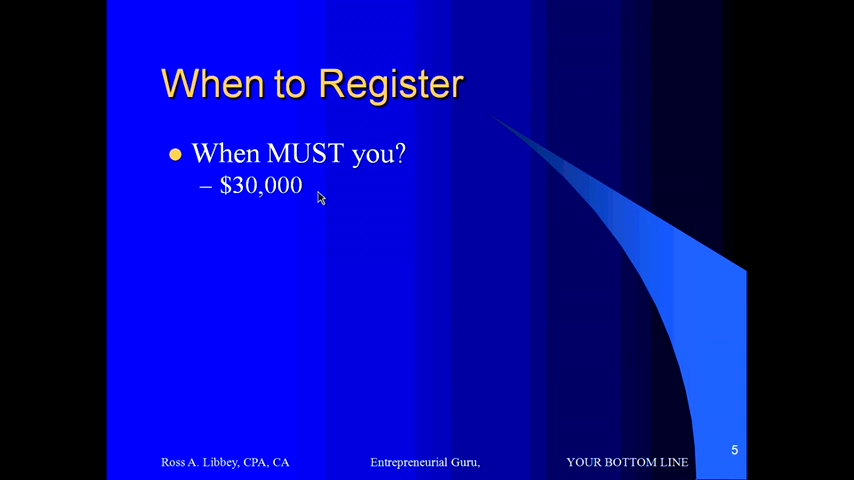 When to Register
When MUST you?
– $30,000
5
Ross A. Libbey, CPA, CA
Entrepreneurial Guru,
YOUR BOTTOM LINE